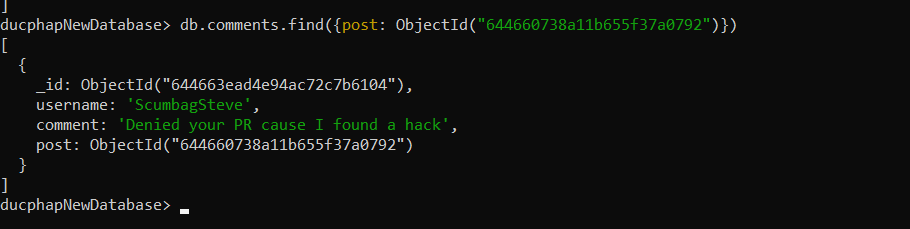 ]
ducphapNewDatabase> db.comments.find({post: ObjectId("644660738a11b655f37a0792")})
[
  {
    _id: ObjectId("644663ead4e94ac72c7b6104"),
    username: 'ScumbagSteve',
    comment: 'Denied your PR cause I found a hack',
    post: ObjectId("644660738a11b655f37a0792")
  }
]
ducphapNewDatabase>